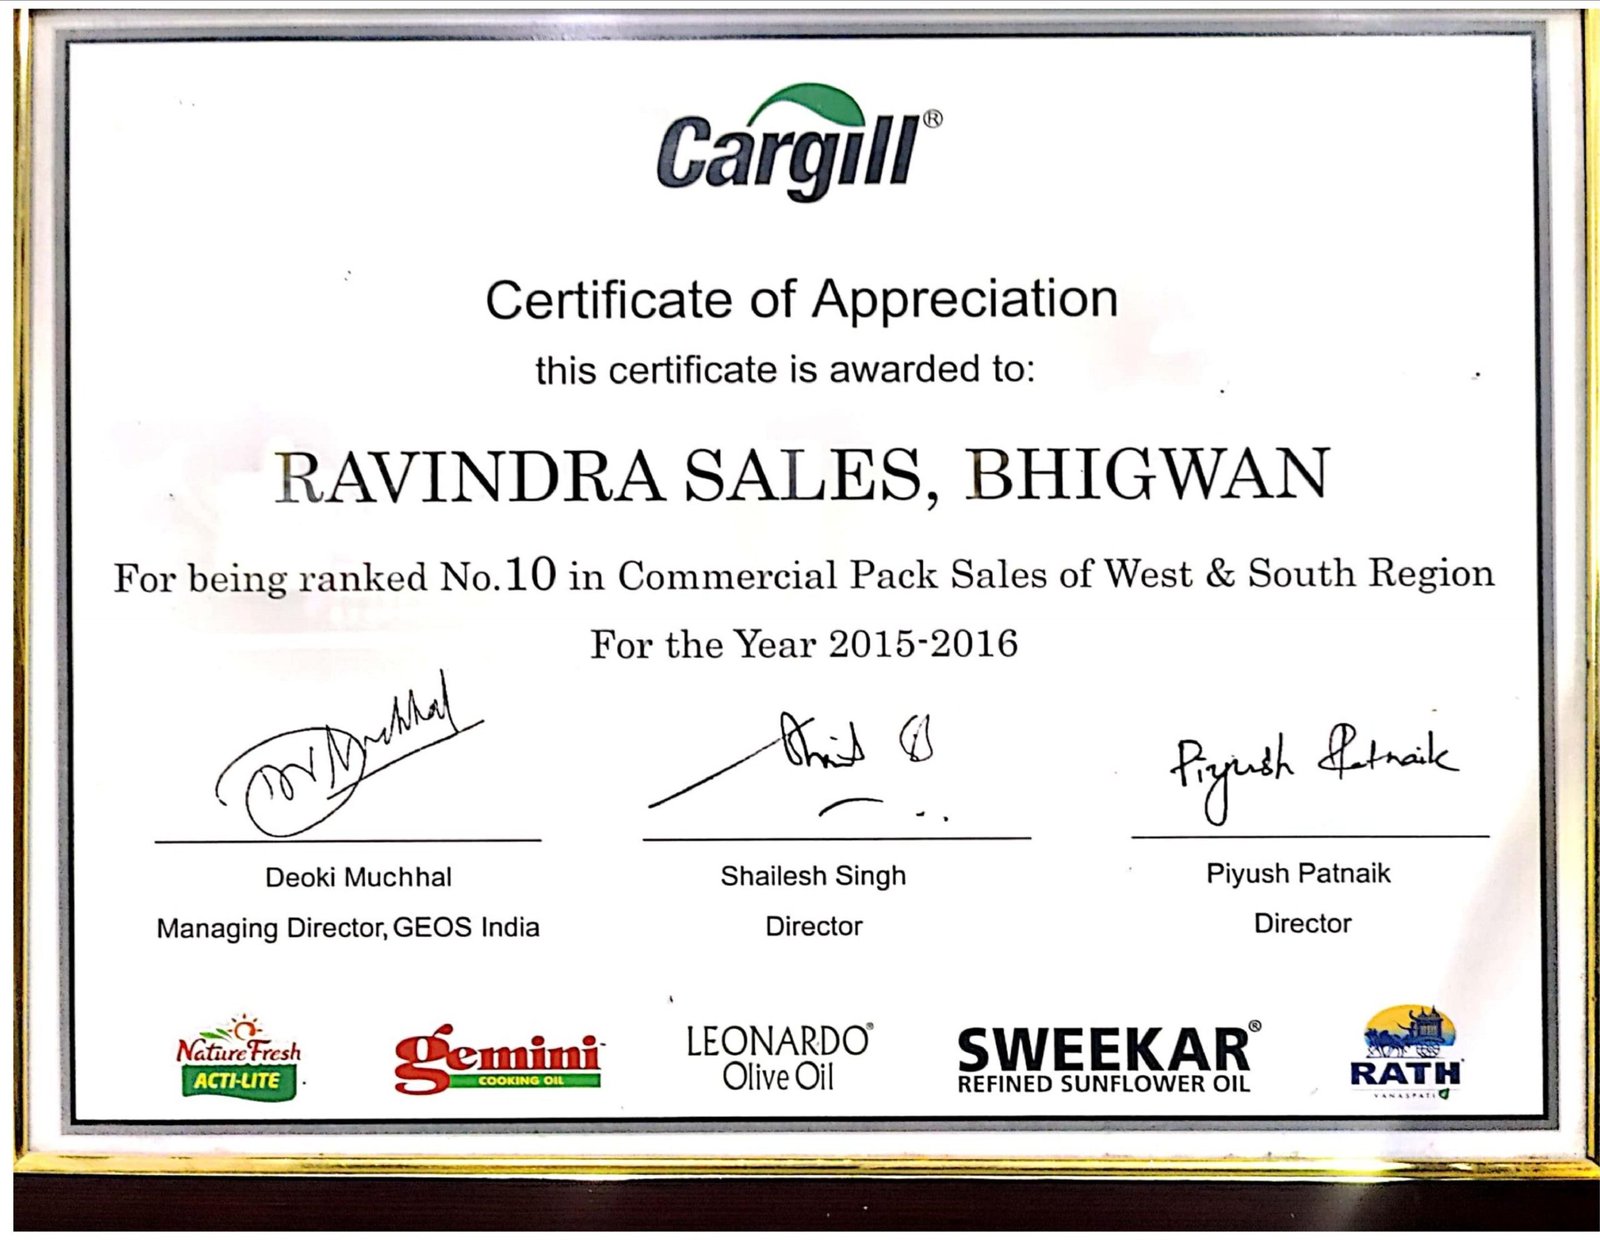 Cargill®
Certificate of Appreciation
this certificate is awarded to:
RAVINDRA SALES, BHIGWAN
For being ranked No.10 in Commercial Pack Sales of West & South Region
For the Year 2015-2016
Muchhal
Piyush Patnaik
Deoki Muchhal
Shailesh Singh
Piyush Patnaik
Managing Director, GEOS India
Director
Director
Nature Fresh
ACTI-LITE
gemini
COOKING OIL
LEONARDO®
Olive Oil
SWEEKAR®
REFINED SUNFLOWER OIL
RATH
VANASPATI